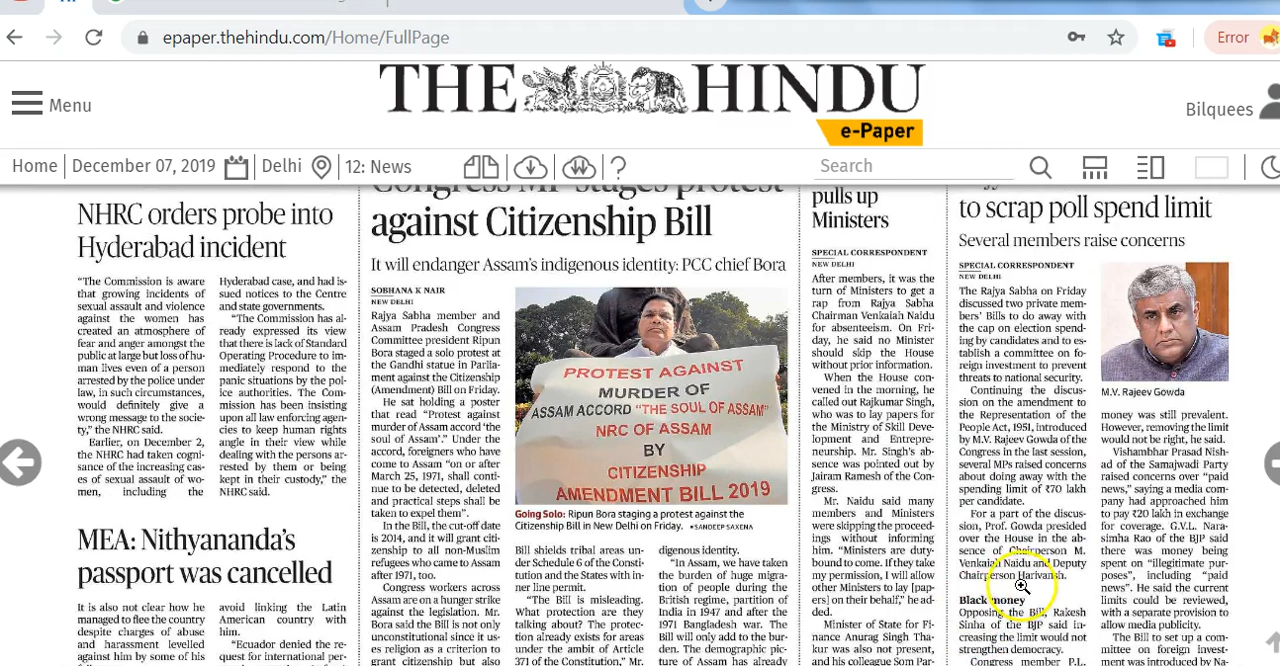 epaper.thehindu.com/Home/FullPage
Error
THE HINDU
e-Paper
Menu
Bilquees
Home
December 07, 2019
Delhi
12: News
?
Search
NHRC orders probe into
Hyderabad incident
"The Commission is aware
that growing incidents of
sexual assault and violence
against the women has
created an atmosphere of
fear and anger amongst the
public at large but loss of hu-
man lives even of a person
arrested by the police under
law, in such circumstances,
would definitely give a
wrong message to the socie-
ty," the NHRC said.
Earlier, on December 2,
the NHRC had taken cogni-
sance of the increasing cas-
es of sexual assault of wo-
men, including the
Hyderabad case, and had is-
sued notices to the Centre
and state governments.
"The Commission has al-
ready expressed its view
that there is lack of Standard
Operating Procedure to im-
mediately respond to the
panic situations by the pol-
ice authorities. The Com-
mission has been insisting
upon all law enforcing agen-
cies to keep human rights
angle in their view while
dealing with the persons ar-
rested by them or being
kept in their custody," the
NHRC said.
MEA: Nithyananda's
passport was cancelled
It is also not clear how he
managed to flee the country
despite charges of abuse
and harassment levelled
against him by some of his
avoid linking the Latin
American country with
him.
"Ecuador denied the re-
quest for international per-
Congress MP stages protest
against Citizenship Bill
It will endanger Assam's indigenous identity: PCC chief Bora
SOBHANA K NAIR
NEW DELHI
Rajya Sabha member and
Assam Pradesh Congress
Committee president Ripun
Bora staged a solo protest at
the Gandhi statue in Parlia-
ment against the Citizenship
(Amendment) Bill on Friday.
He sat holding a poster
that read "Protest against
murder of Assam accord 'the
soul of Assam'." Under the
accord, foreigners who have
come to Assam "on or after
March 25, 1971, shall conti-
nue to be detected, deleted
and practical steps shall be
taken to expel them".
In the Bill, the cut-off date
is 2014, and it will grant citi-
zenship to all non-Muslim
refugees who came to Assam
after 1971, too.
Congress workers across
Assam are on a hunger strike
against the legislation. Mr.
Bora said the Bill is not only
unconstitutional since it us-
es religion as a criterion to
grant citizenship but also
PROTEST AGAINST
MURDER OF
ASSAM ACCORD "THE SOUL OF ASSAM"
NRC OF ASSAM
BY
CITIZENSHIP
AMENDMENT BILL 2019
Going Solo: Ripun Bora staging a protest against the
Citizenship Bill in New Delhi on Friday. •SANDEEP SAXENA
Bill shields tribal areas un-
der Schedule 6 of the Consti-
tution and the States with in-
ner line permit.
"The Bill is misleading.
What protection are they
talking about? The protec-
tion already exists for areas
under the ambit of Article
371 of the Constitution," Mr.
digenous identity.
"In Assam, we have taken
the burden of huge migra-
tion of people during the
British regime, partition of
India in 1947 and after the
1971 Bangladesh war. The
Bill will only add to the bur-
den. The demographic pic-
ture of Assam has already
pulls up
Ministers
SPECIAL CORRESPONDENT
NEW DELHI
After members, it was the
turn of Ministers to get a
rap from Rajya Sabha
Chairman Venkaiah Naidu
for absenteeism. On Fri-
day, he said no Minister
should skip the House
without prior information.
When the House con-
vened in the morning, he
called out Rajkumar Singh,
who was to lay papers for
the Ministry of Skill Deve-
lopment and Entrepre-
neurship. Mr. Singh's ab-
sence was pointed out by
Jairam Ramesh of the Con-
gress.
Mr. Naidu said many
members and Ministers
were skipping the proceed-
ings without informing
him. "Ministers are duty-
bound to come. If they take
my permission, I will allow
other Ministers to lay [pap-
ers] on their behalf," he ad-
ded.
Minister of State for Fi-
nance Anurag Singh Tha-
kur was also not present,
and his colleague Som Par-
to scrap poll spend limit
Several members raise concerns
SPECIAL CORRESPONDENT
NEW DELHI
The Rajya Sabha on Friday
discussed two private mem-
bers' Bills to do away with
the cap on election spend-
ing by candidates and to es-
tablish a committee on fo-
reign investment to prevent
threats to national security.
Continuing the discus-
sion on the amendment to
the Representation of the
People Act, 1951, introduced
by M.V. Rajeev Gowda of the
Congress in the last session,
several MPs raised concerns
about doing away with the
spending limit of ₹70 lakh
per candidate.
For a part of the discus-
sion, Prof. Gowda presided
over the House in the ab-
sence of Chairperson M.
Venkaiah Naidu and Deputy
Chairperson Harivansh.
Black money
Opposing the Bill, Rakesh
Sinha of the BJP said in-
creasing the limit would not
strengthen democracy.
Congress member P.L.
M.V. Rajeev Gowda
money was still prevalent.
However, removing the limit
would not be right, he said.
Vishambhar Prasad Nish-
ad of the Samajwadi Party
raised concerns over "paid
news," saying a media com-
pany had approached him
to pay ₹20 lakh in exchange
for coverage. G.V.L. Nara-
simha Rao of the BJP said
there was money being
spent on "illegitimate pur-
poses", including "paid
news". He said the current
limits could be reviewed,
with a separate provision to
allow media publicity.
The Bill to set up a com-
mittee on foreign invest-
ment was introduced